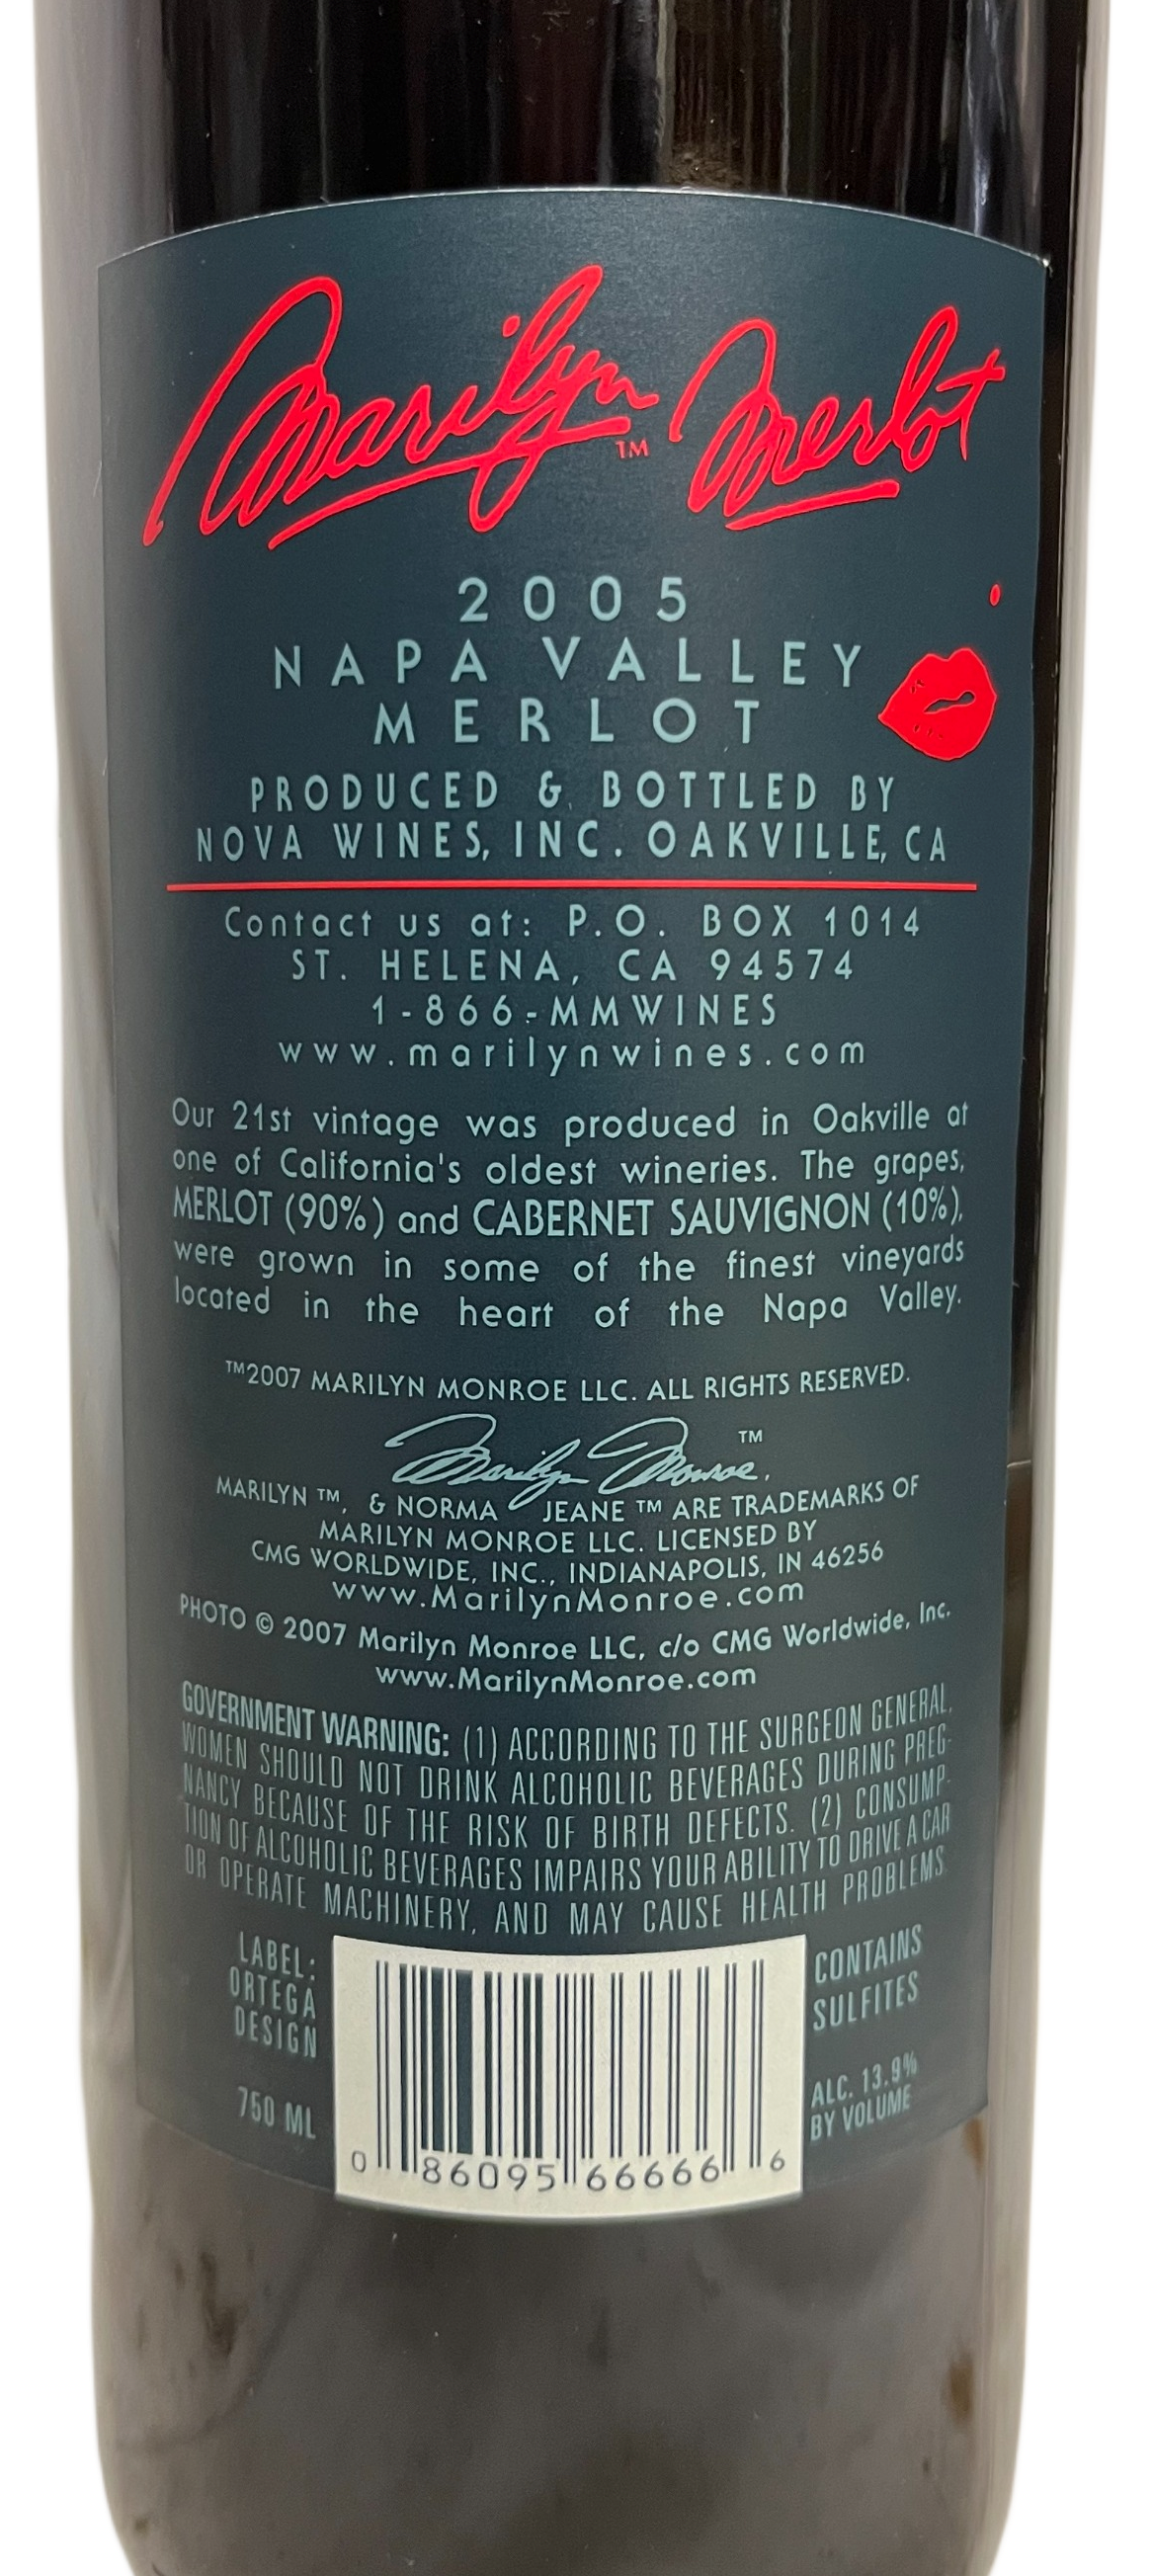 Marilyn™ Merlot
2005
NAPA VALLEY
MERLOT
PRODUCED & BOTTLED BY
NOVA WINES, INC. OAKVILLE, CA
Contact us at: P.O. BOX 1014
ST. HELENA, CA 94574
1-866-MMWINES
www.marilynwines.com
Our 21st vintage was produced in Oakville at
one of California's oldest wineries. The grapes,
MERLOT (90%) and CABERNET SAUVIGNON (10%),
were grown in some of the finest vineyards
located in the heart of the Napa Valley.
™2007 MARILYN MONROE LLC. ALL RIGHTS RESERVED.
Marilyn Monroe™,
MARILYN ™, & NORMA JEANE ™ ARE TRADEMARKS OF
MARILYN MONROE LLC. LICENSED BY
CMG WORLDWIDE, INC., INDIANAPOLIS, IN 46256
www.MarilynMonroe.com
PHOTO © 2007 Marilyn Monroe LLC, c/o CMG Worldwide, Inc.
www.MarilynMonroe.com
GOVERNMENT WARNING: (1) ACCORDING TO THE SURGEON GENERAL,
WOMEN SHOULD NOT DRINK ALCOHOLIC BEVERAGES DURING PREG-
NANCY BECAUSE OF THE RISK OF BIRTH DEFECTS. (2) CONSUMP-
TION OF ALCOHOLIC BEVERAGES IMPAIRS YOUR ABILITY TO DRIVE A CAR
OR OPERATE MACHINERY, AND MAY CAUSE HEALTH PROBLEMS.
LABEL:
ORTEGA
DESIGN
750 ML
0 86095 66666 6
CONTAINS
SULFITES
ALC. 13.9%
BY VOLUME